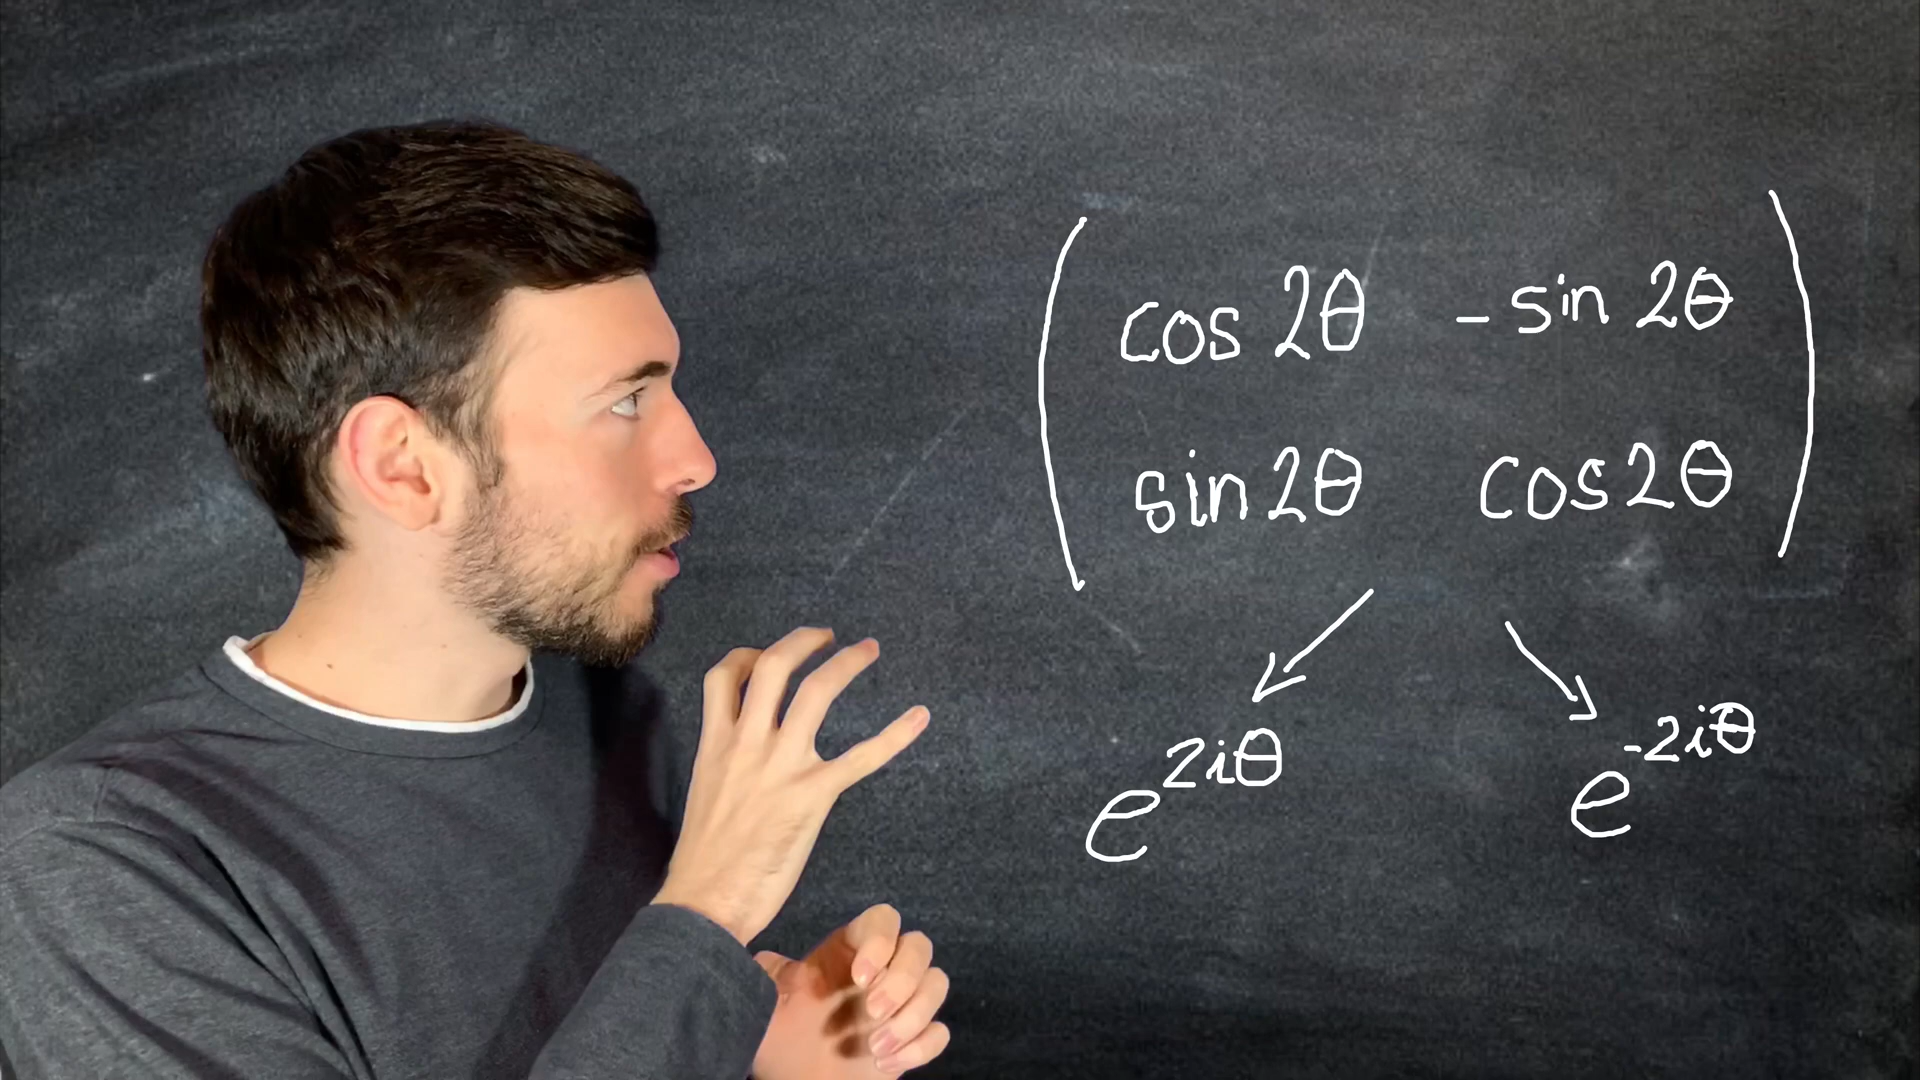 cos 2θ -sin 2θ
sin 2θ cos 2θ
e^{2iθ} e^{-2iθ}